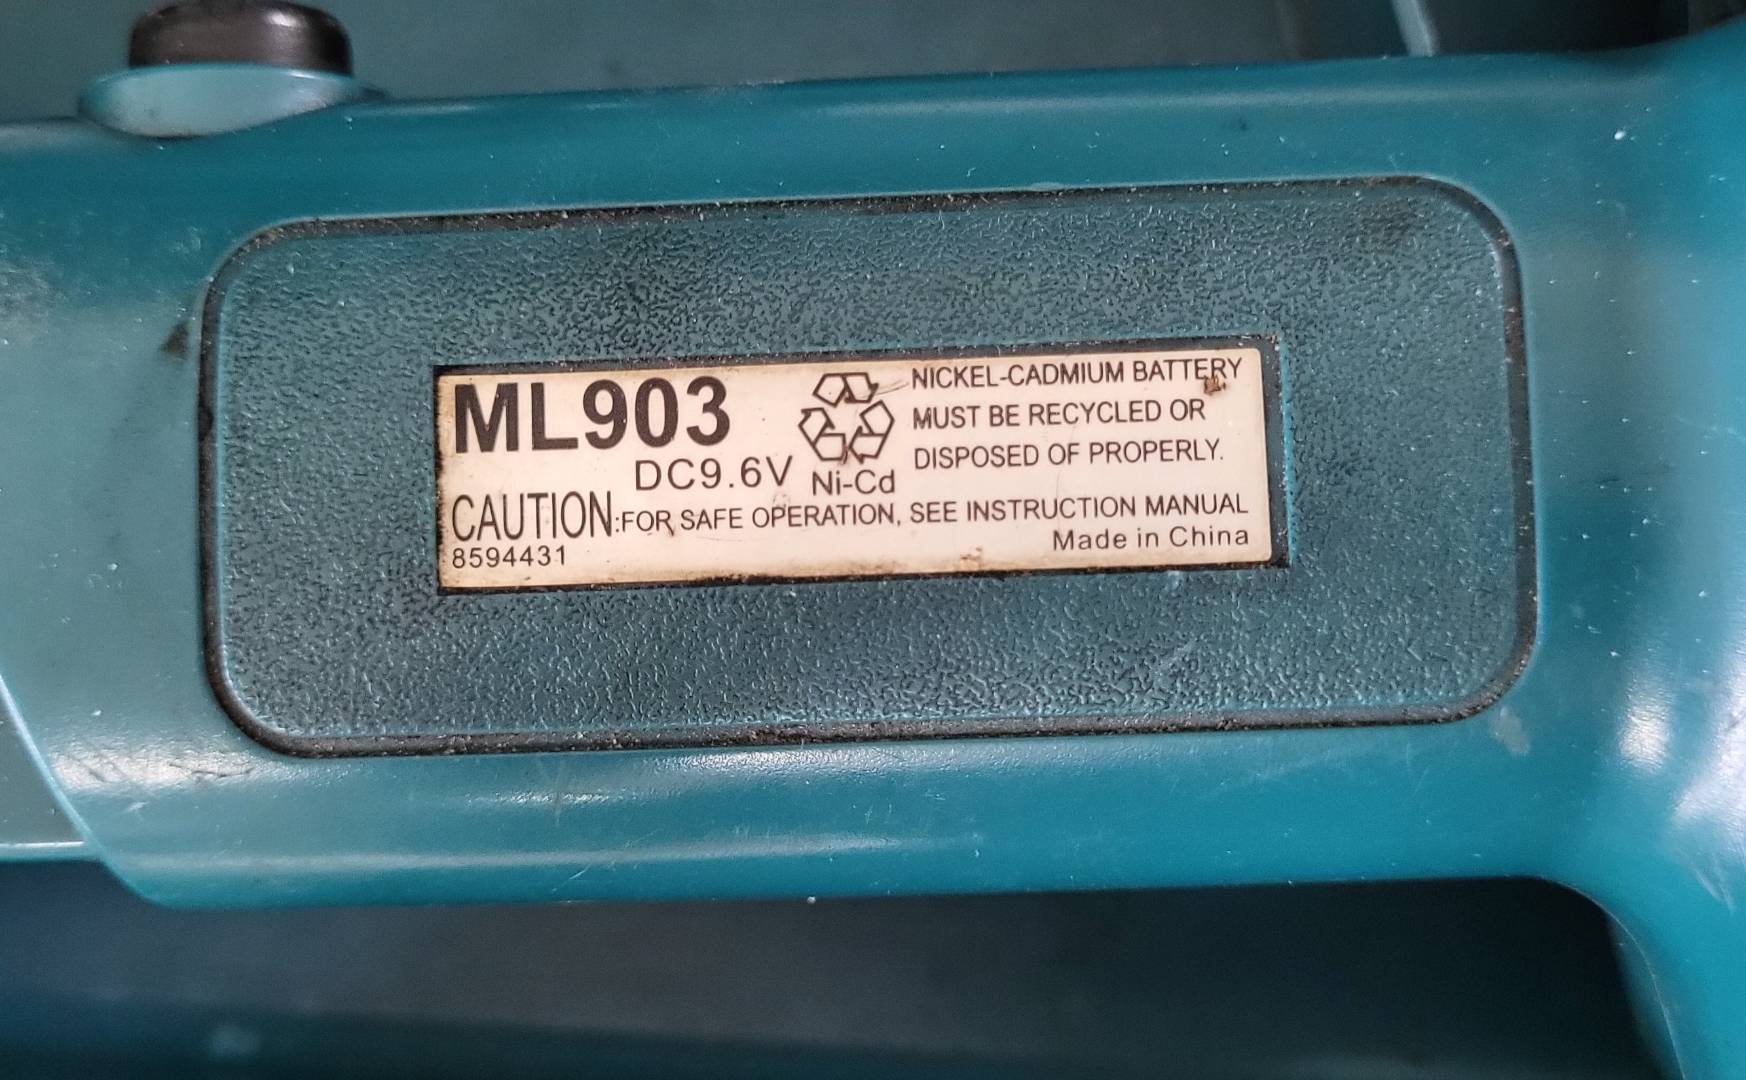 ML903
DC9.6V
Ni-Cd
NICKEL-CADMIUM BATTERY
MUST BE RECYCLED OR
DISPOSED OF PROPERLY.
CAUTION:FOR SAFE OPERATION, SEE INSTRUCTION MANUAL
8594431
Made in China